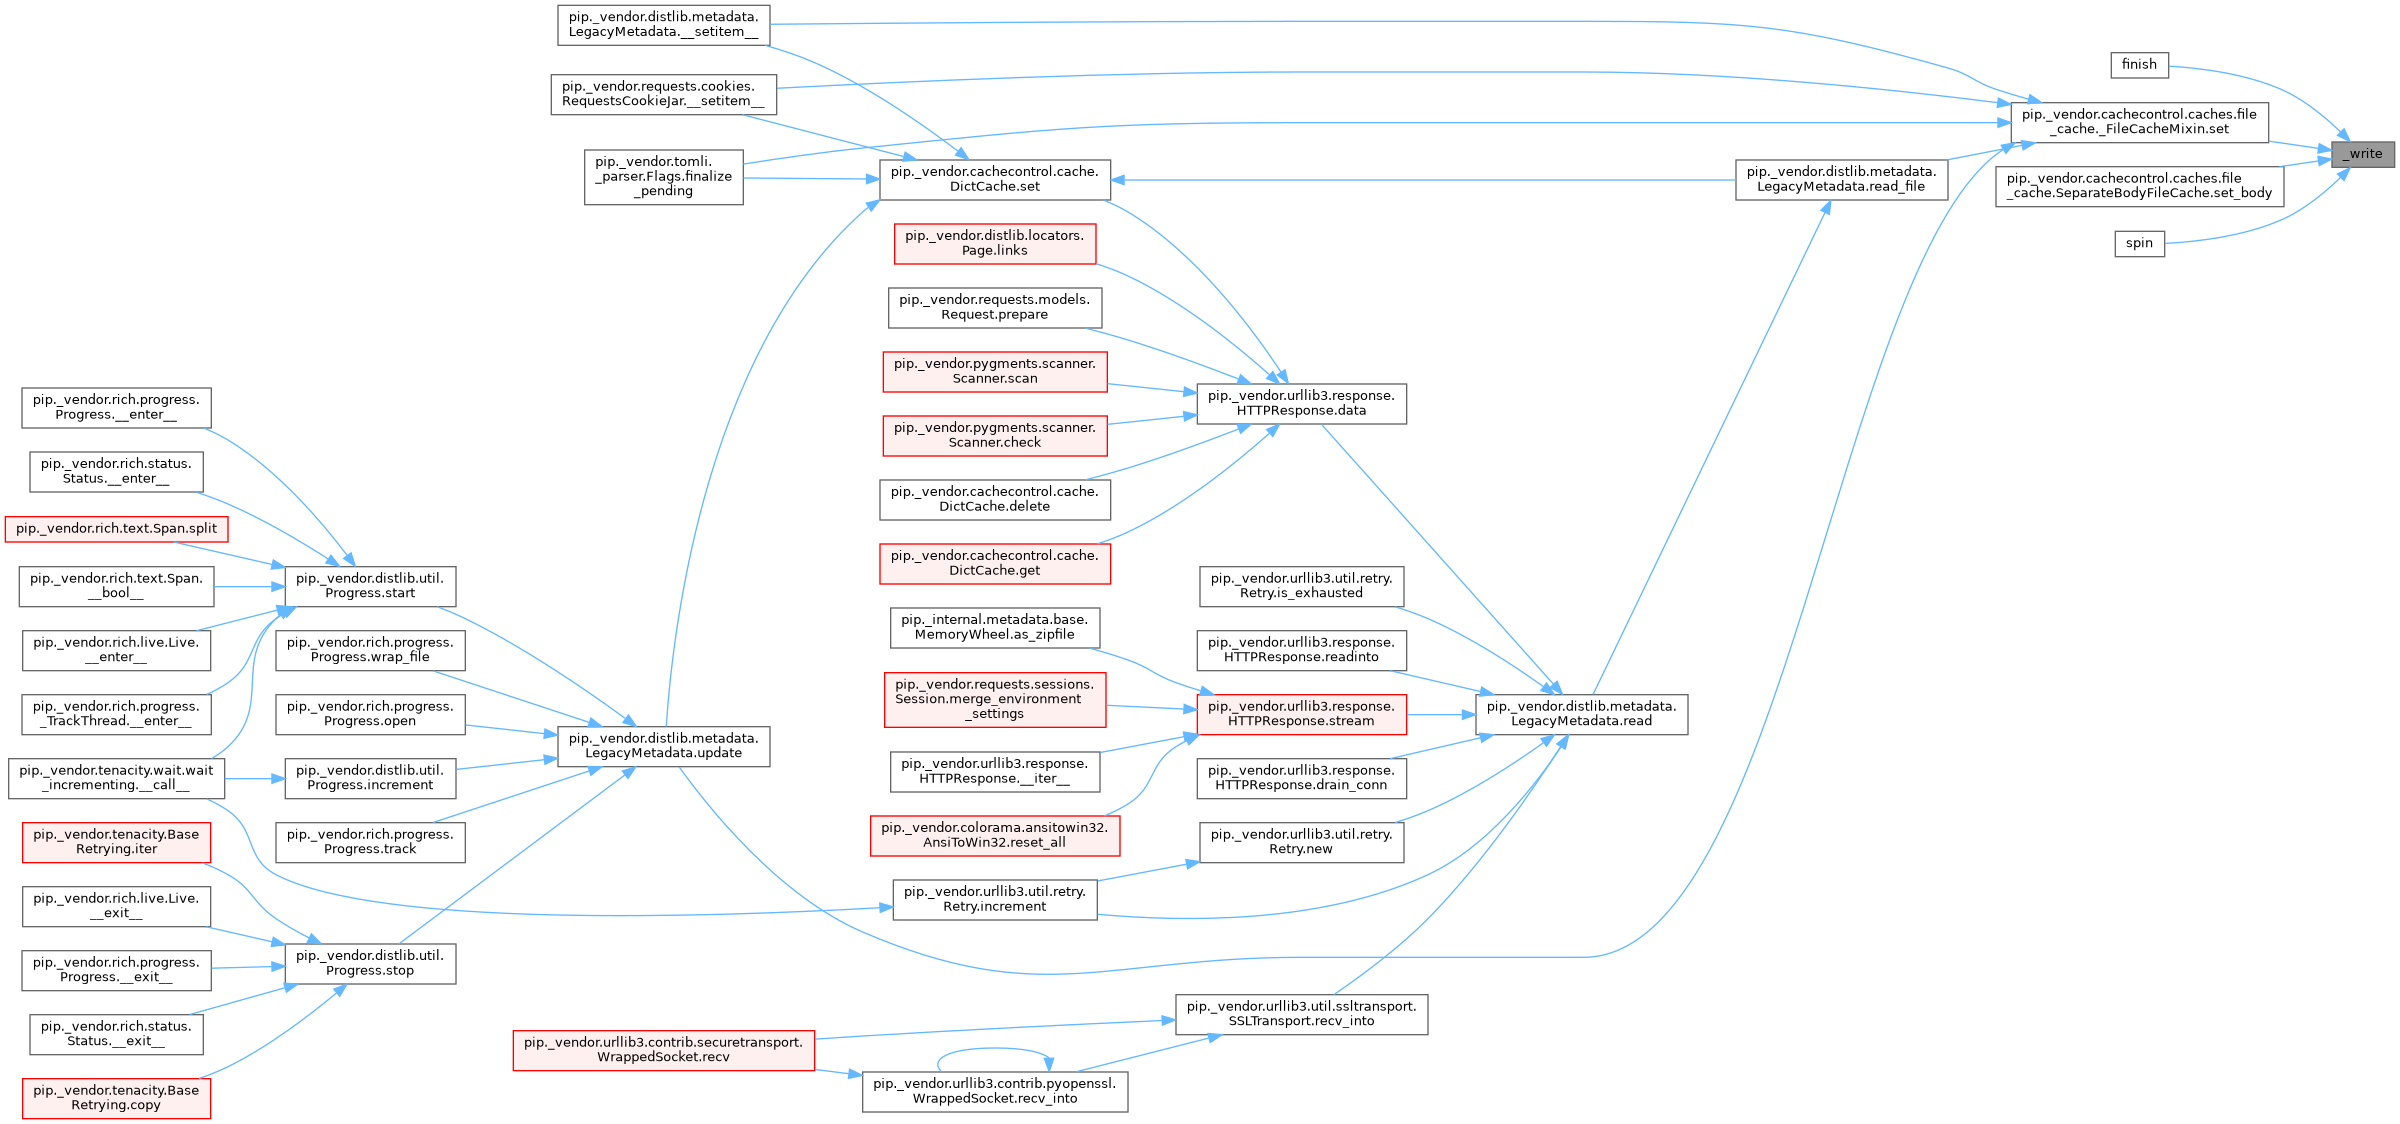 pip._vendor.distlib.metadata.
LegacyMetadata.__setitem__
pip._vendor.requests.cookies.
RequestsCookieJar.__setitem__
pip._vendor.tomli.
_parser.Flags.finalize
_pending
pip._vendor.cachecontrol.cache.
DictCache.set
pip._vendor.distlib.metadata.
LegacyMetadata.read_file
finish
pip._vendor.cachecontrol.caches.file
_cache._FileCacheMixin.set
_write
pip._vendor.cachecontrol.caches.file
_cache.SeparateBodyFileCache.set_body
spin
pip._vendor.distlib.locators.
Page.links
pip._vendor.requests.models.
Request.prepare
pip._vendor.pygments.scanner.
Scanner.scan
pip._vendor.urllib3.response.
HTTPResponse.data
pip._vendor.pygments.scanner.
Scanner.check
pip._vendor.cachecontrol.cache.
DictCache.delete
pip._vendor.cachecontrol.cache.
DictCache.get
pip._vendor.rich.progress.
Progress.__enter__
pip._vendor.rich.status.
Status.__enter__
pip._vendor.rich.text.Span.split
pip._vendor.rich.text.Span.
__bool__
pip._vendor.distlib.util.
Progress.start
pip._vendor.rich.live.Live.
__enter__
pip._vendor.rich.progress.
_TrackThread.__enter__
pip._vendor.tenacity.wait.wait
_incrementing.__call__
pip._vendor.rich.progress.
Progress.wrap_file
pip._vendor.rich.progress.
Progress.open
pip._vendor.distlib.util.
Progress.increment
pip._vendor.rich.progress.
Progress.track
pip._vendor.distlib.metadata.
LegacyMetadata.update
pip._vendor.tenacity.Base
Retrying.iter
pip._vendor.rich.live.Live.
__exit__
pip._vendor.rich.progress.
Progress.__exit__
pip._vendor.distlib.util.
Progress.stop
pip._vendor.rich.status.
Status.__exit__
pip._vendor.tenacity.Base
Retrying.copy
pip._internal.metadata.base.
MemoryWheel.as_zipfile
pip._vendor.requests.sessions.
Session.merge_environment
_settings
pip._vendor.urllib3.response.
HTTPResponse.__iter__
pip._vendor.colorama.ansitowin32.
AnsiToWin32.reset_all
pip._vendor.urllib3.util.retry.
Retry.increment
pip._vendor.urllib3.util.retry.
Retry.is_exhausted
pip._vendor.urllib3.response.
HTTPResponse.readinto
pip._vendor.urllib3.response.
HTTPResponse.stream
pip._vendor.urllib3.response.
HTTPResponse.drain_conn
pip._vendor.urllib3.util.retry.
Retry.new
pip._vendor.distlib.metadata.
LegacyMetadata.read
pip._vendor.urllib3.util.ssltransport.
SSLTransport.recv_into
pip._vendor.urllib3.contrib.securetransport.
WrappedSocket.recv
pip._vendor.urllib3.contrib.pyopenssl.
WrappedSocket.recv_into